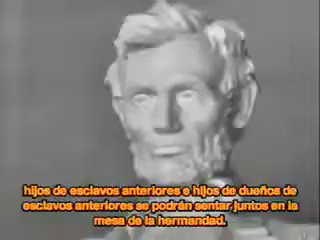 hijos de esclavos anteriores e hijos de dueños de
esclavos anteriores se podrán sentar juntos en la
mesa de la hermandad.